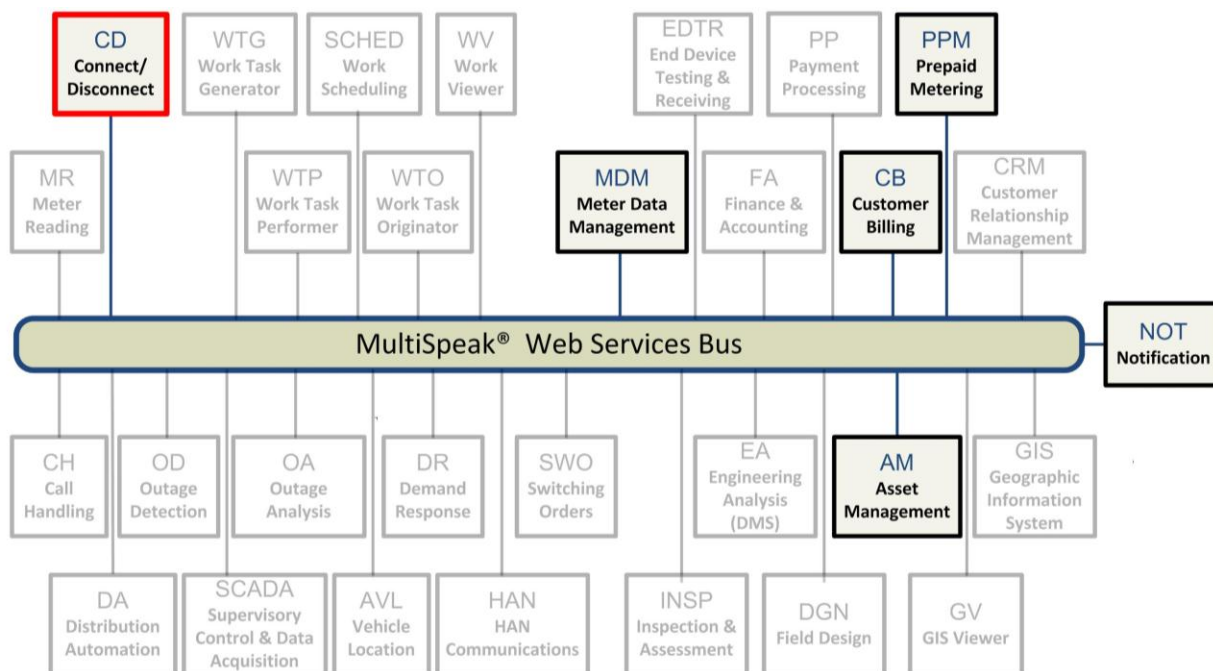 CD
Connect/
Disconnect
WTG
Work Task
Generator
SCHED
Work
Scheduling
WV
Work
Viewer
EDTR
End Device
Testing &
Receiving
PP
Payment
Processing
PPM
Prepaid
Metering
MR
Meter
Reading
WTP
Work Task
Performer
WTO
Work Task
Originator
MDM
Meter Data
Management
FA
Finance &
Accounting
CB
Customer
Billing
CRM
Customer
Relationship
Management
MultiSpeak® Web Services Bus
NOT
Notification
CH
Call
Handling
OD
Outage
Detection
OA
Outage
Analysis
DR
Demand
Response
SWO
Switching
Orders
EA
Engineering
Analysis
(DMS)
AM
Asset
Management
GIS
Geographic
Information
System
DA
Distribution
Automation
SCADA
Supervisory
Control & Data
Acquisition
AVL
Vehicle
Location
HAN
HAN
Communications
INSP
Inspection &
Assessment
DGN
Field Design
GV
GIS Viewer